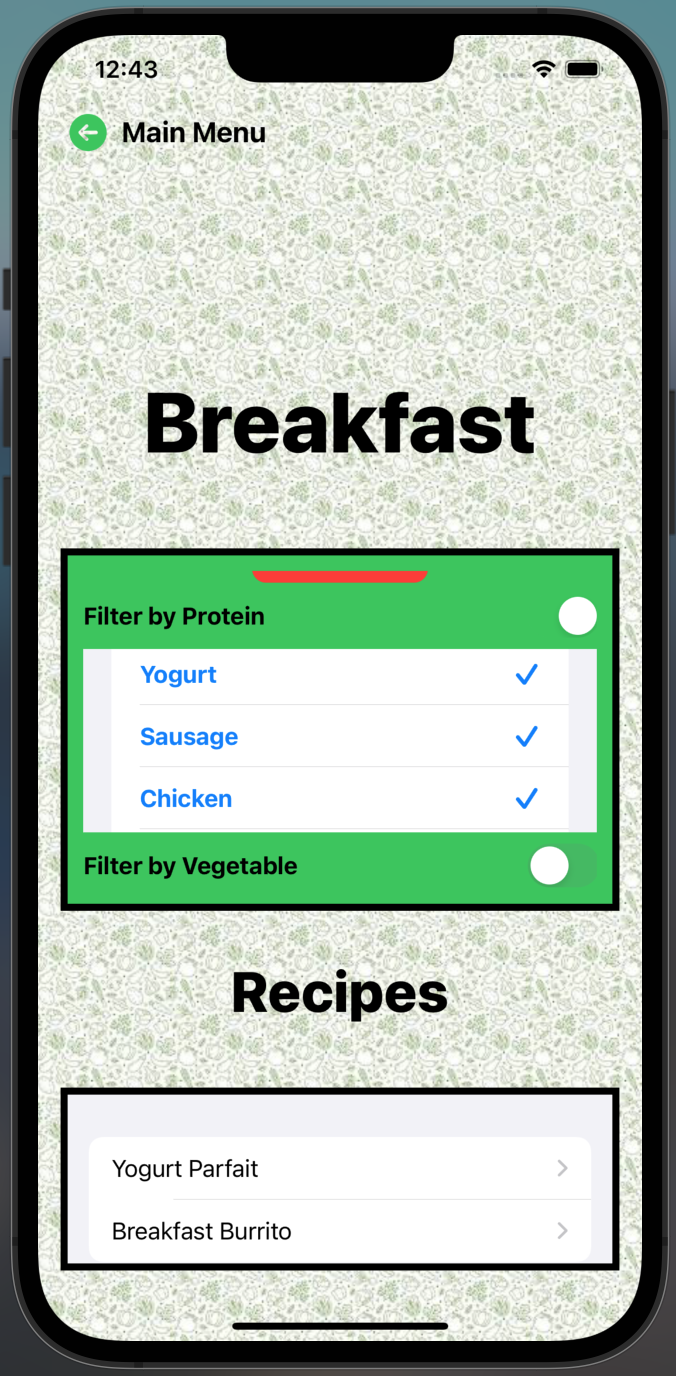 12:43
Main Menu
Breakfast
Filter by Protein
Yogurt
Sausage
Chicken
Filter by Vegetable
Recipes
Yogurt Parfait
Breakfast Burrito